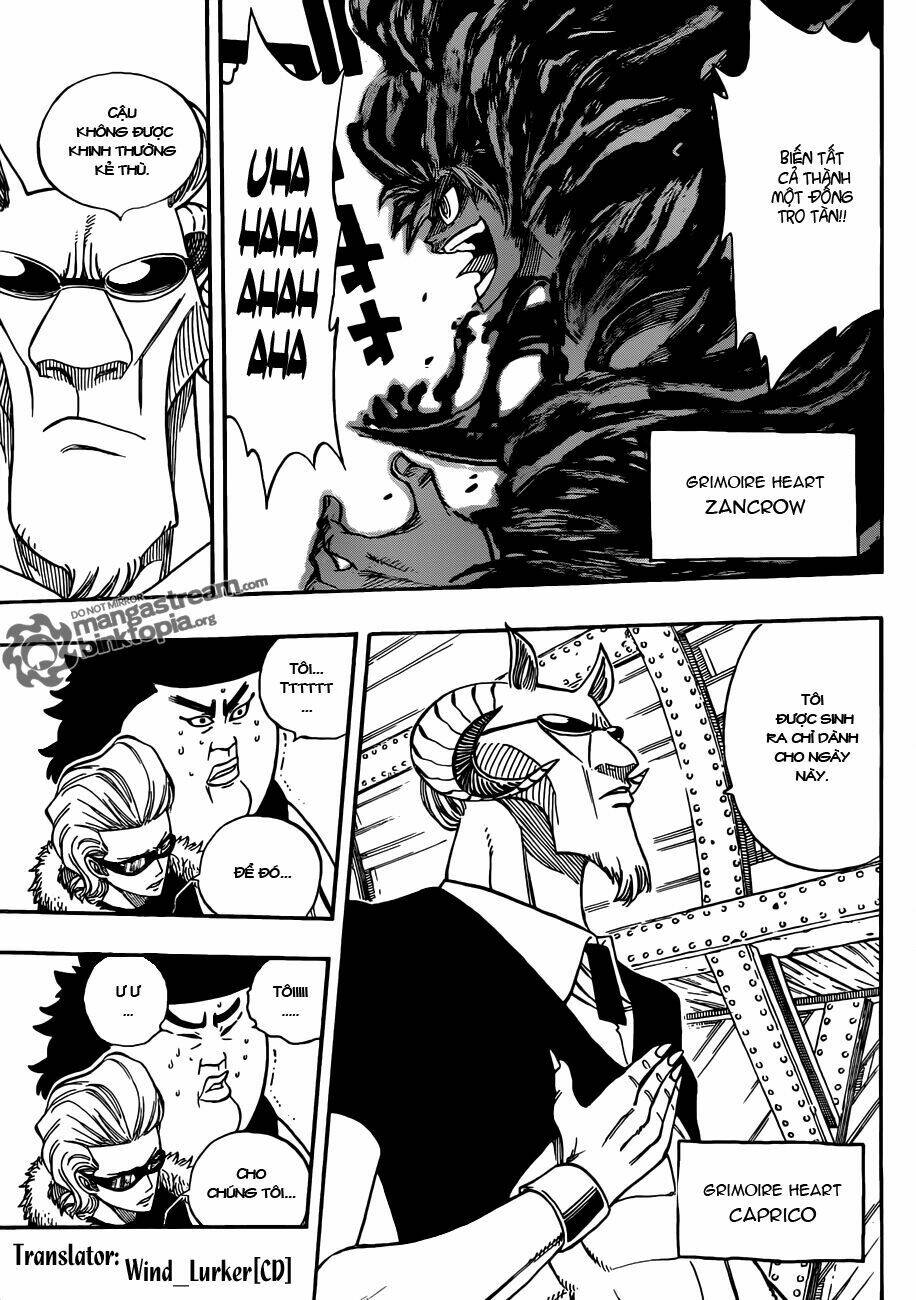 BIẾN TẤT
CẢ THÀNH
MỘT ĐỐNG
TRO TÀN!!
UHA
HAHA
AHAH
AHA
GRIMOIRE HEART
ZANCROW
CẬU
KHÔNG ĐƯỢC
KHINH THƯỜNG
KẺ THÙ.
DO NOT MIRROR
mangastream.com
binktopia.org
TÔI
ĐƯỢC SINH
RA CHỈ DÀNH
CHO NGÀY
NÀY.
GRIMOIRE HEART
CAPRICO
TÔI...
TTTTTT
...
ĐỂ ĐÓ...
TÔIIIII
......
Ư Ư
...
CHO
CHÚNG TÔI...
Translator: Wind_Lurker[CD]